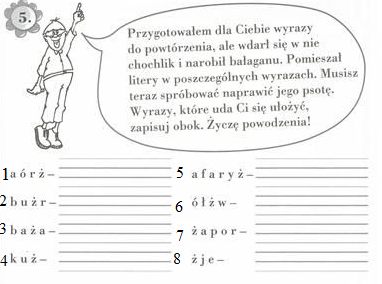 5.
Przygotowałem dla Ciebie wyrazy
do powtórzenia, ale wdarł się w nie
chochlik i narobił bałaganu. Pomieszał
litery w poszczególnych wyrazach. Musisz
teraz spróbować naprawić jego psotę.
Wyrazy, które uda Ci się ułożyć,
zapisuj obok. Życzę powodzenia!
1 a ó r ż –
2 b u ż r –
3 b a ż a –
4 k u ż –
5 a f a r y ż –
6 ó ł ż w –
7 ż a p o r –
8 ż j e –